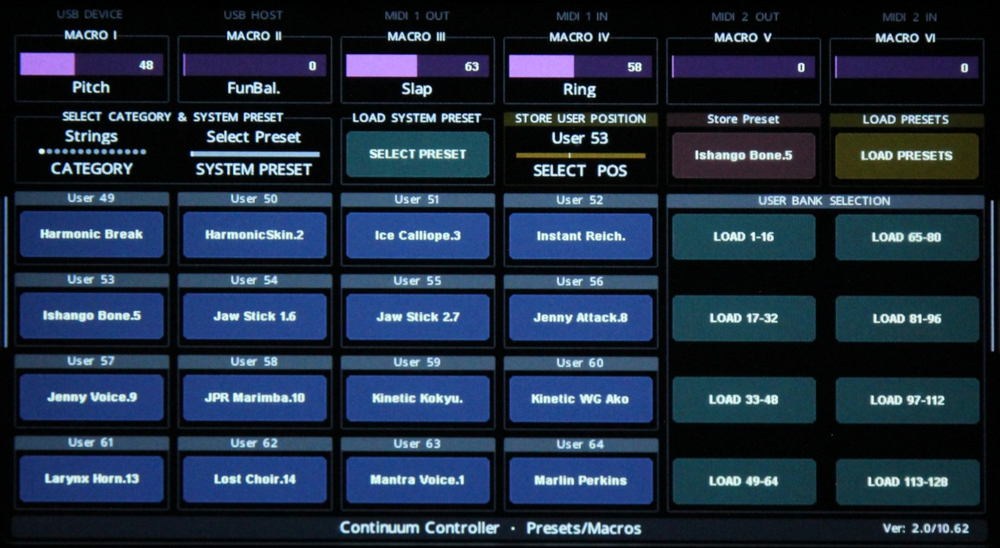 USB DEVICE USB HOST MIDI 1 OUT MIDI 1 IN MIDI 2 OUT MIDI 2 IN
MACRO I MACRO II MACRO III MACRO IV MACRO V MACRO VI
48 0 63 58 0 0
Pitch FunBal. Slap Ring
SELECT CATEGORY & SYSTEM PRESET LOAD SYSTEM PRESET STORE USER POSITION Store Preset LOAD PRESETS
Strings Select Preset User 53
SELECT PRESET Ishango Bone.5 LOAD PRESETS
CATEGORY SYSTEM PRESET SELECT POS
User 49 User 50 User 51 User 52 USER BANK SELECTION
Harmonic Break HarmonicSkin.2 Ice Calliope.3 Instant Reich. LOAD 1-16 LOAD 65-80
User 53 User 54 User 55 User 56
Ishango Bone.5 Jaw Stick 1.6 Jaw Stick 2.7 Jenny Attack.8 LOAD 17-32 LOAD 81-96
User 57 User 58 User 59 User 60
Jenny Voice.9 JPR Marimba.10 Kinetic Kokyu. Kinetic WG Ako LOAD 33-48 LOAD 97-112
User 61 User 62 User 63 User 64
Larynx Horn.13 Lost Choir.14 Mantra Voice.1 Marlin Perkins LOAD 49-64 LOAD 113-128
Continuum Controller · Presets/Macros Ver: 2.0/10.62